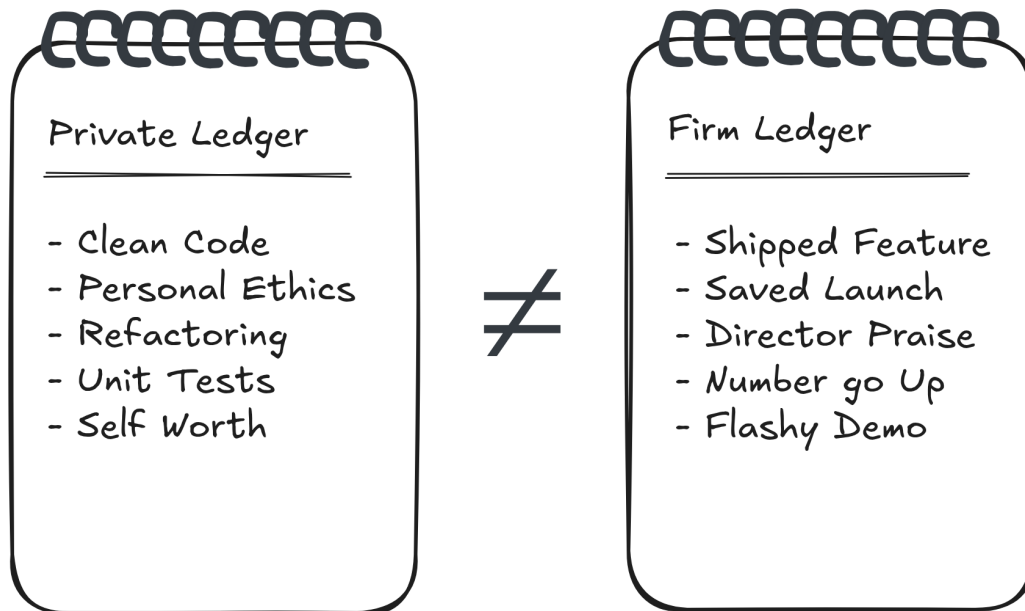 Private Ledger
- Clean Code
- Personal Ethics
- Refactoring
- Unit Tests
- Self Worth
≠
Firm Ledger
- Shipped Feature
- Saved Launch
- Director Praise
- Number go Up
- Flashy Demo